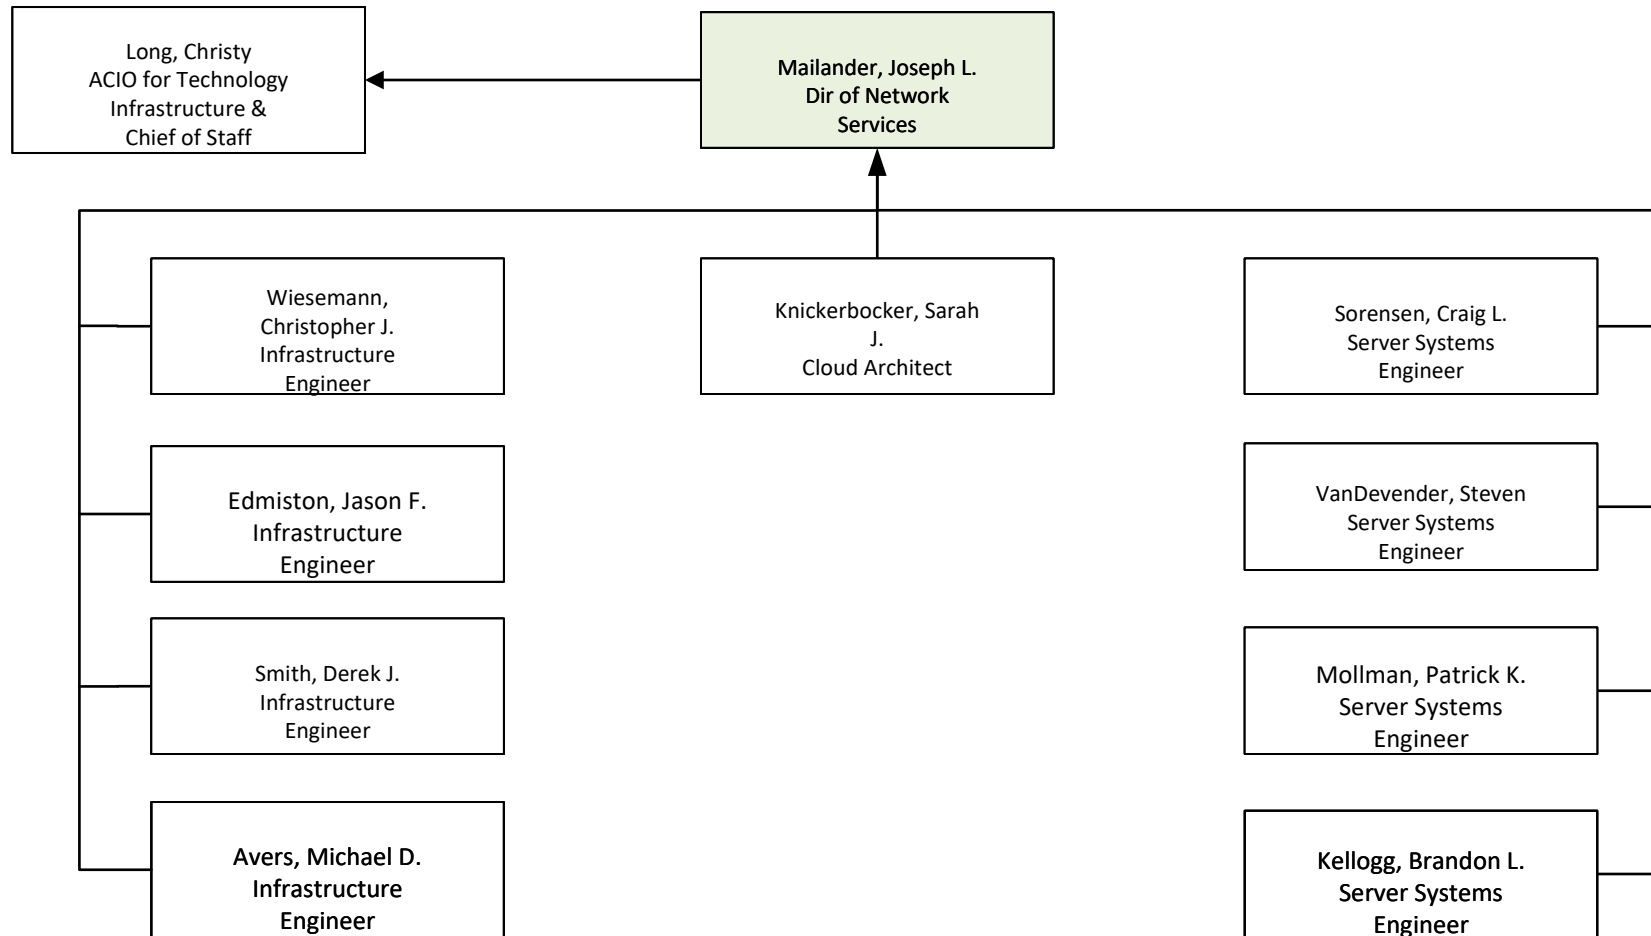 Long, Christy
ACIO for Technology
Infrastructure &
Chief of Staff
Mailander, Joseph L.
Dir of Network
Services
Wiesemann,
Christopher J.
Infrastructure
Engineer
Knickerbocker, Sarah
J.
Cloud Architect
Sorensen, Craig L.
Server Systems
Engineer
Edmiston, Jason F.
Infrastructure
Engineer
VanDevender, Steven
Server Systems
Engineer
Smith, Derek J.
Infrastructure
Engineer
Mollman, Patrick K.
Server Systems
Engineer
Avers, Michael D.
Infrastructure
Engineer
Kellogg, Brandon L.
Server Systems
Engineer